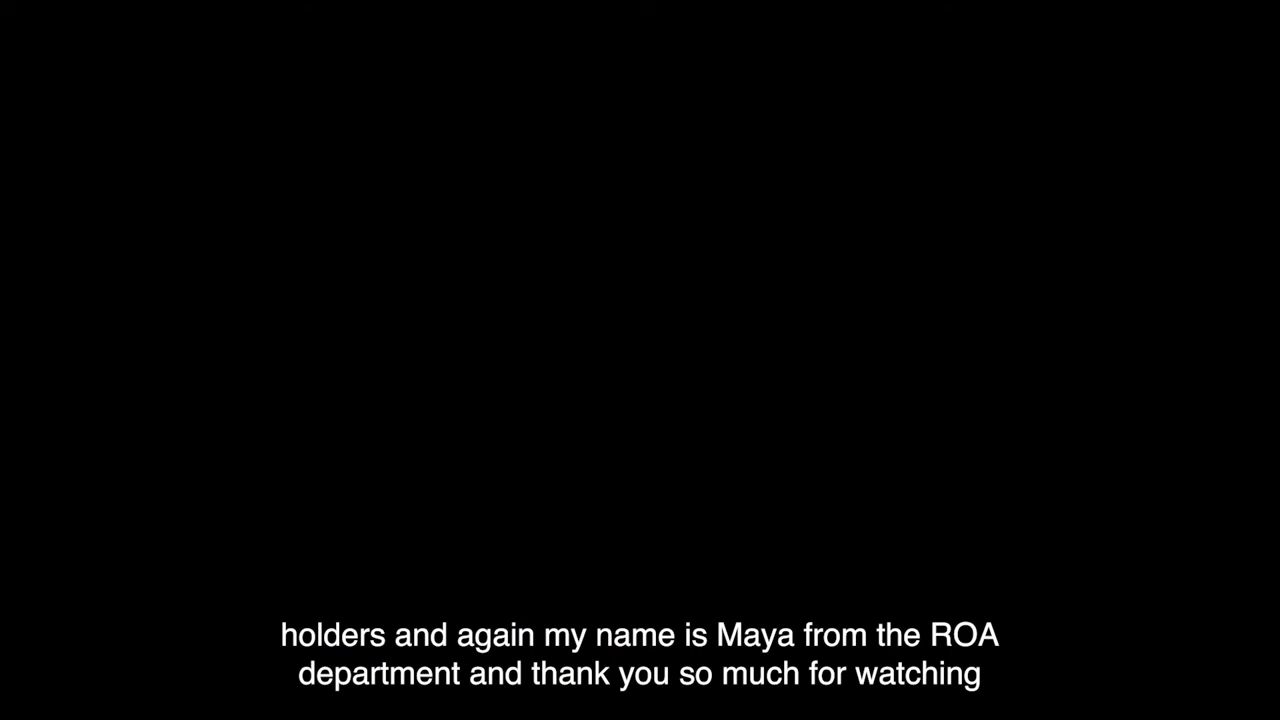 holders and again my name is Maya from the ROA
department and thank you so much for watching